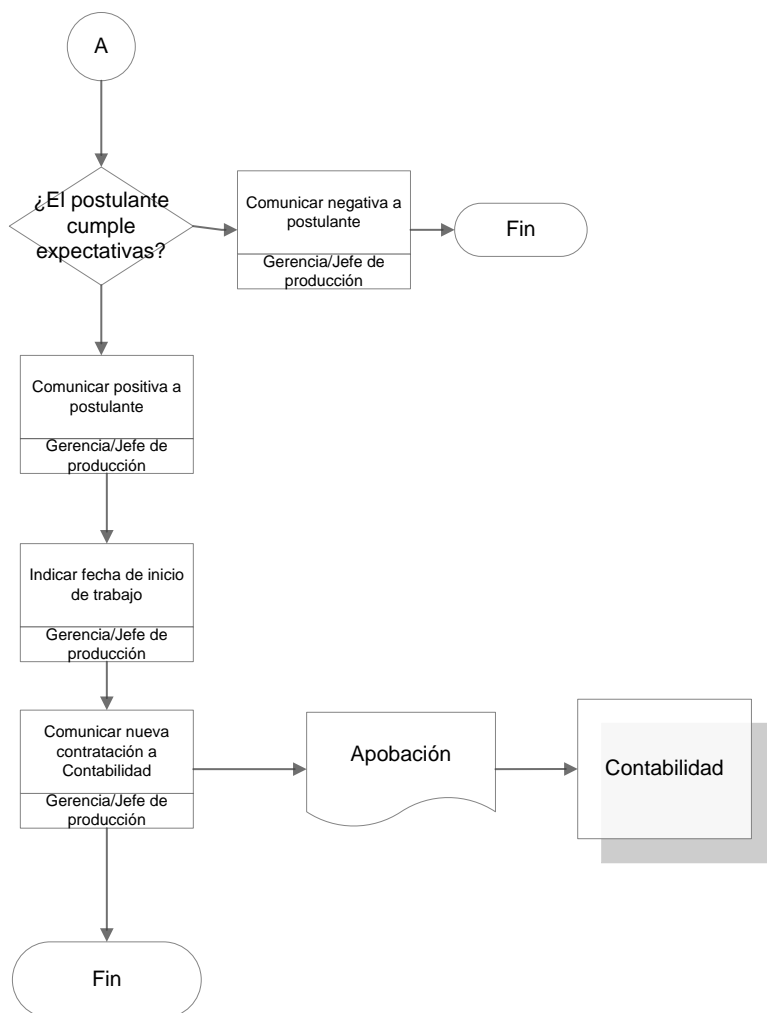 A
¿El postulante
cumple
expectativas?
Comunicar negativa a
postulante
Gerencia/Jefe de
producción
Fin
Comunicar positiva a
postulante
Gerencia/Jefe de
producción
Indicar fecha de inicio
de trabajo
Gerencia/Jefe de
producción
Comunicar nueva
contratación a
Contabilidad
Gerencia/Jefe de
producción
Apobación
Contabilidad
Fin